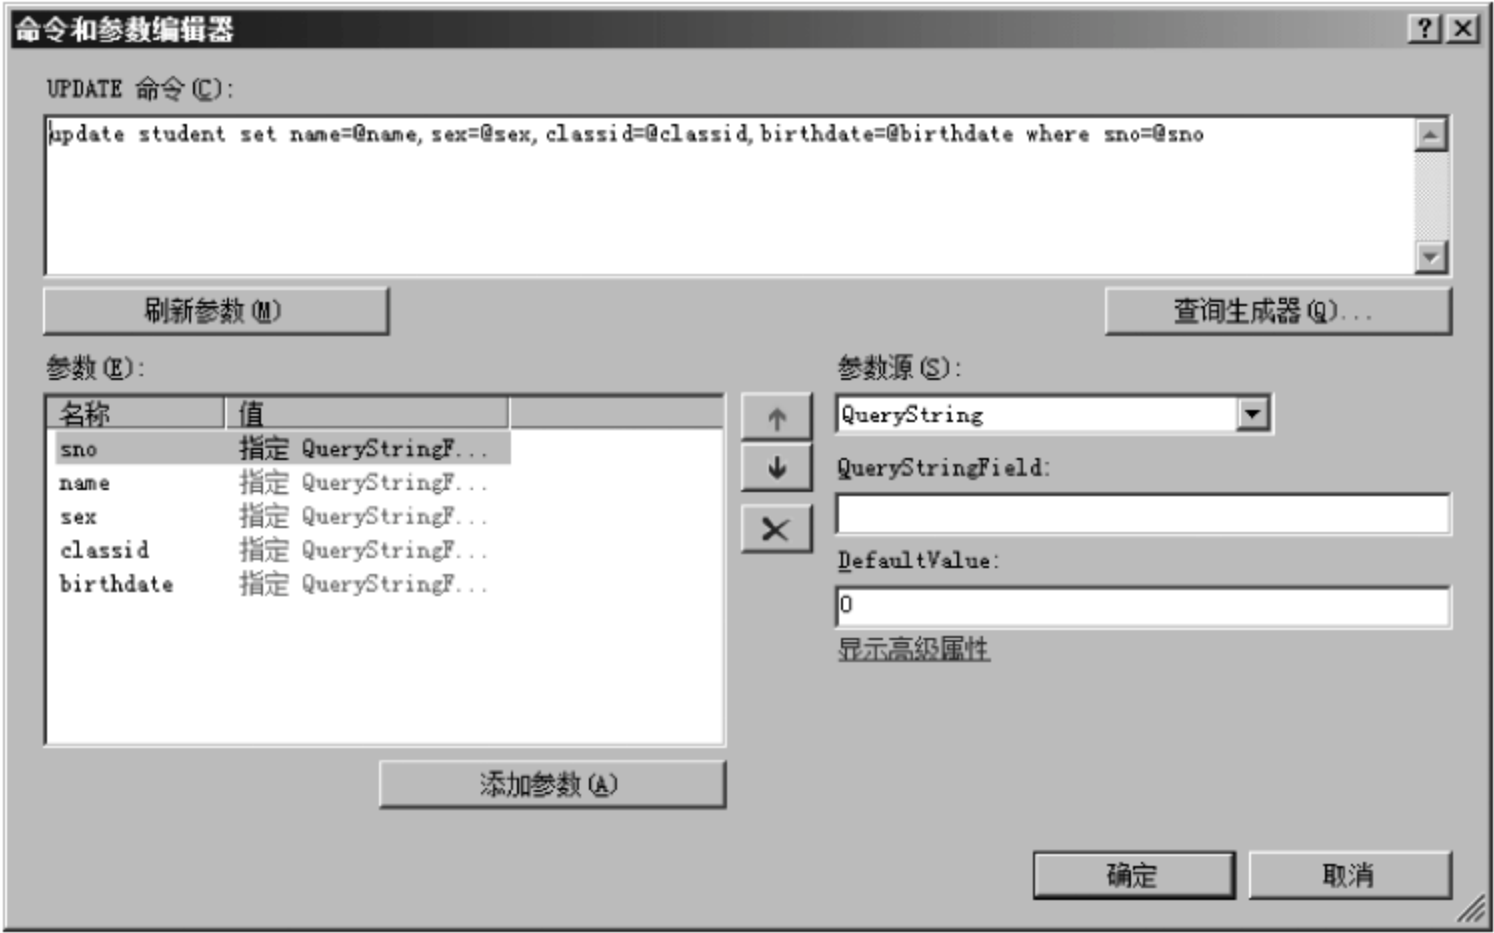 命令和参数编辑器
UPDATE 命令(C):
update student set name=@name, sex=@sex, classid=@classid, birthdate=@birthdate where sno=@sno
刷新参数(M)
查询生成器(Q)...
参数(E):
参数源(S):
名称 值
QueryString
sno 指定 QueryStringF...
name 指定 QueryStringF...
sex 指定 QueryStringF...
classid 指定 QueryStringF...
birthdate 指定 QueryStringF...
QueryStringField:
DefaultValue:
0
显示高级属性
添加参数(A)
确定
取消